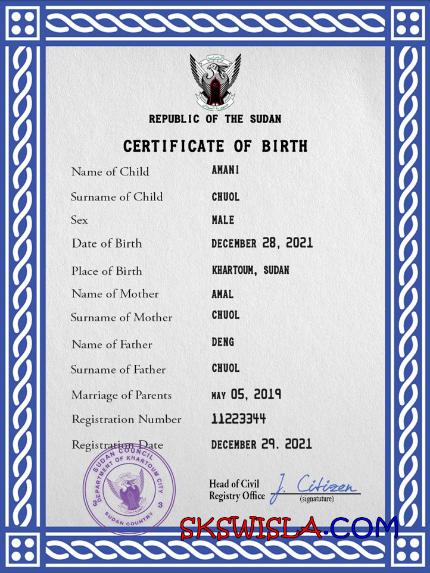 REPUBLIC OF THE SUDAN
CERTIFICATE OF BIRTH
Name of Child AMANI
Surname of Child CHUOL
Sex MALE
Date of Birth DECEMBER 28, 2021
Place of Birth KHARTOUM, SUDAN
Name of Mother AMAL
Surname of Mother CHUOL
Name of Father DENG
Surname of Father CHUOL
Marriage of Parents MAY 05, 2019
Registration Number 11223344
Registration Date DECEMBER 29. 2021
SUDAN COUNCIL
DEPARTMENT OF KHARTOUM CITY
3 3
SUDAN COUNTRY
Head of Civil
Registry Office J. Citizen
(signatature)
SKSWISLA.COM